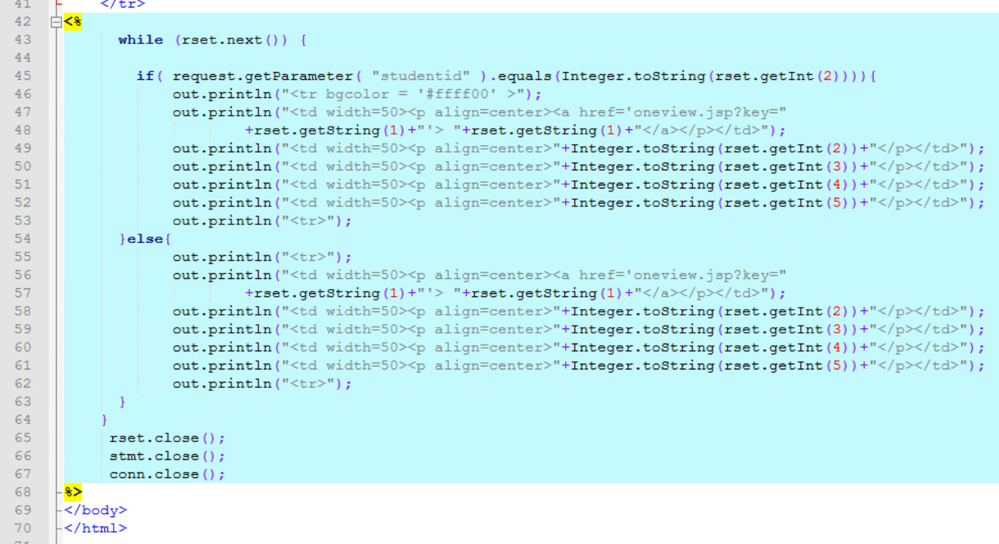 41 </tr>
42 <%
43 while (rset.next()) {
44
45 if( request.getParameter( "studentid" ).equals(Integer.toString(rset.getInt(2)))){
46 out.println("<tr bgcolor = '#ffff00' >");
47 out.println("<td width=50><p align=center><a href='oneview.jsp?key="
48 +rset.getString(1)+"'> "+rset.getString(1)+"</a></p></td>");
49 out.println("<td width=50><p align=center>"+Integer.toString(rset.getInt(2))+"</p></td>");
50 out.println("<td width=50><p align=center>"+Integer.toString(rset.getInt(3))+"</p></td>");
51 out.println("<td width=50><p align=center>"+Integer.toString(rset.getInt(4))+"</p></td>");
52 out.println("<td width=50><p align=center>"+Integer.toString(rset.getInt(5))+"</p></td>");
53 out.println("<tr>");
54 }else{
55 out.println("<tr>");
56 out.println("<td width=50><p align=center><a href='oneview.jsp?key="
57 +rset.getString(1)+"'> "+rset.getString(1)+"</a></p></td>");
58 out.println("<td width=50><p align=center>"+Integer.toString(rset.getInt(2))+"</p></td>");
59 out.println("<td width=50><p align=center>"+Integer.toString(rset.getInt(3))+"</p></td>");
60 out.println("<td width=50><p align=center>"+Integer.toString(rset.getInt(4))+"</p></td>");
61 out.println("<td width=50><p align=center>"+Integer.toString(rset.getInt(5))+"</p></td>");
62 out.println("<tr>");
63 }
64 }
65 rset.close();
66 stmt.close();
67 conn.close();
68 %>
69 </body>
70 </html>
71